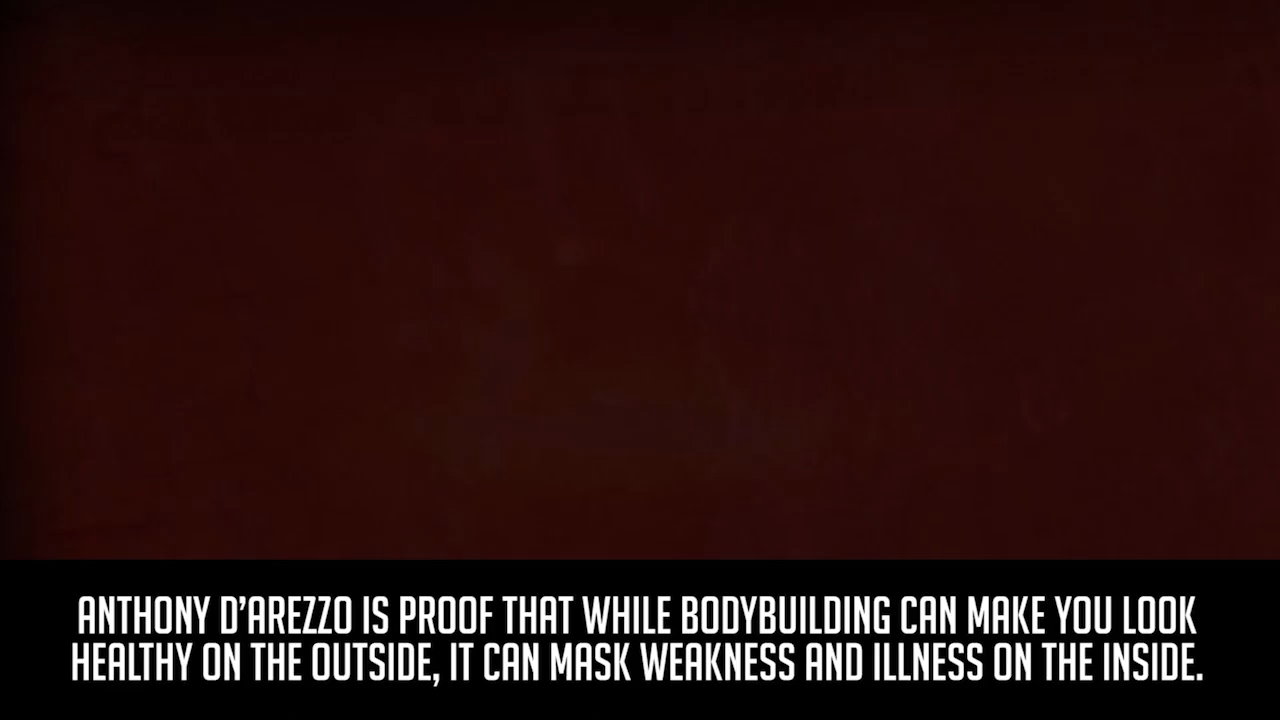 ANTHONY D’AREZZO IS PROOF THAT WHILE BODYBUILDING CAN MAKE YOU LOOK
HEALTHY ON THE OUTSIDE, IT CAN MASK WEAKNESS AND ILLNESS ON THE INSIDE.